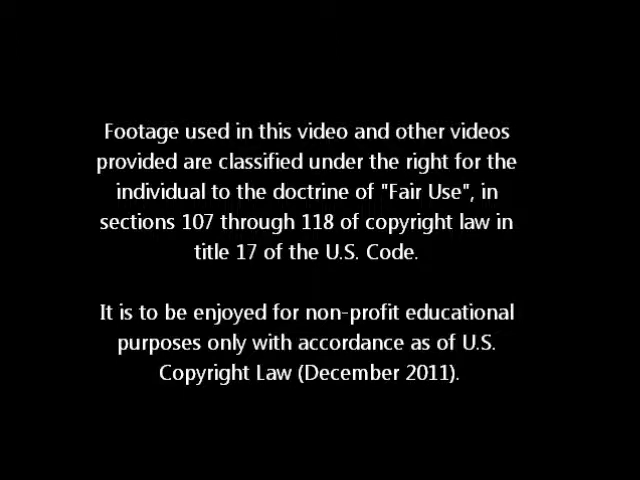 Footage used in this video and other videos
provided are classified under the right for the
individual to the doctrine of "Fair Use", in
sections 107 through 118 of copyright law in
title 17 of the U.S. Code.
It is to be enjoyed for non-profit educational
purposes only with accordance as of U.S.
Copyright Law (December 2011).